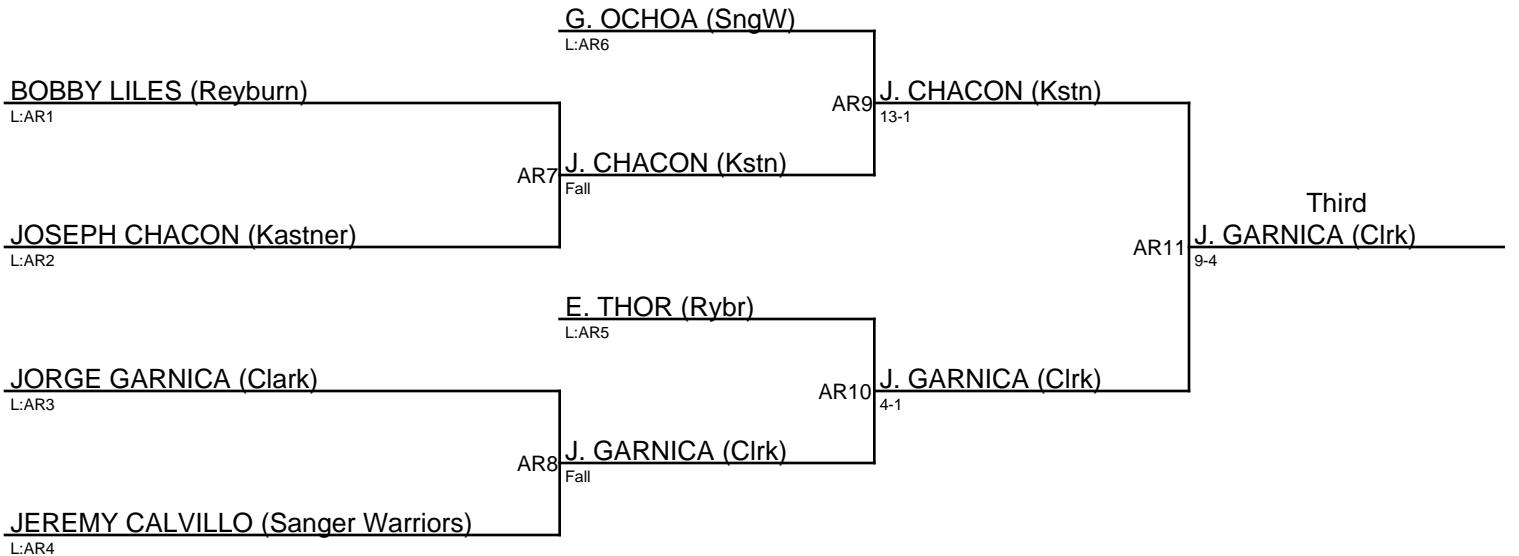 G. OCHOA (SngW)
L:AR6
BOBBY LILES (Reyburn)
L:AR1
AR9
J. CHACON (Kstn)
13-1
AR7
J. CHACON (Kstn)
Fall
Third
JOSEPH CHACON (Kastner)
L:AR2
AR11
J. GARNICA (Clrk)
9-4
E. THOR (Rybr)
L:AR5
JORGE GARNICA (Clark)
L:AR3
AR10
J. GARNICA (Clrk)
4-1
AR8
J. GARNICA (Clrk)
Fall
JEREMY CALVILLO (Sanger Warriors)
L:AR4